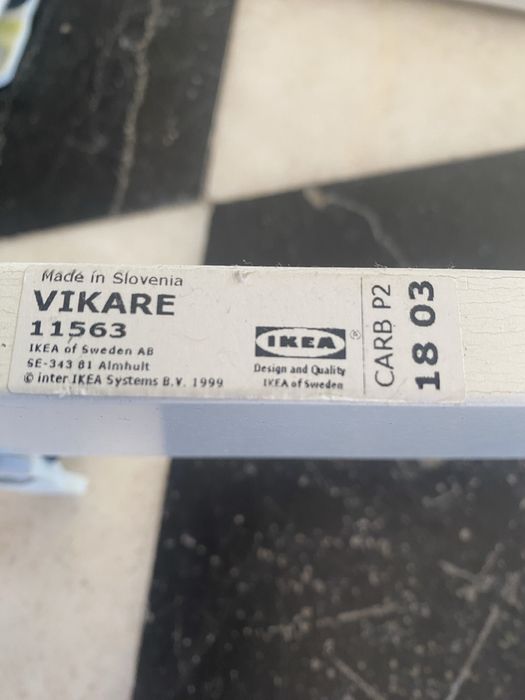 Made in Slovenia
VIKARE
11563
IKEA of Sweden AB
SE-343 81 Älmhult
© inter IKEA Systems B.V. 1999
IKEA ®
Design and Quality
IKEA of Sweden
CARB P2
18 03